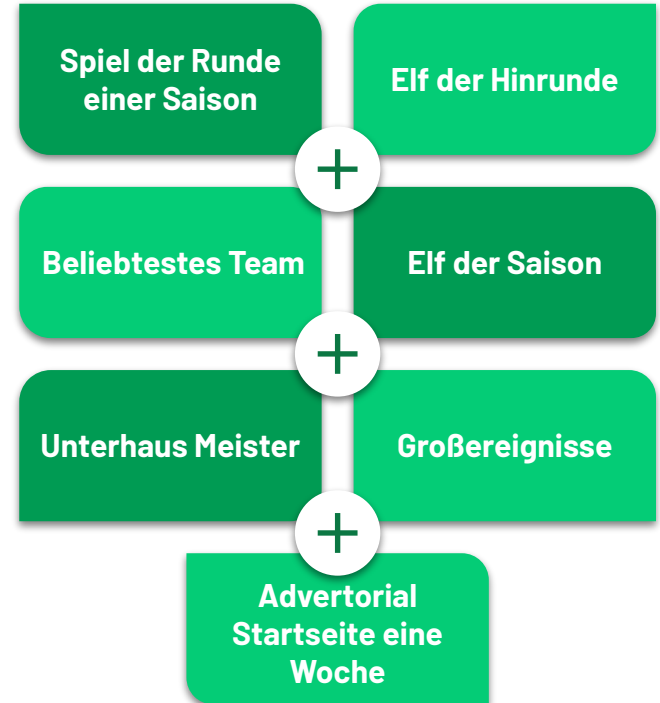 Spiel der Runde
einer Saison
Elf der Hinrunde
Beliebtestes Team
Elf der Saison
Unterhaus Meister
Großereignisse
Advertorial
Startseite eine
Woche